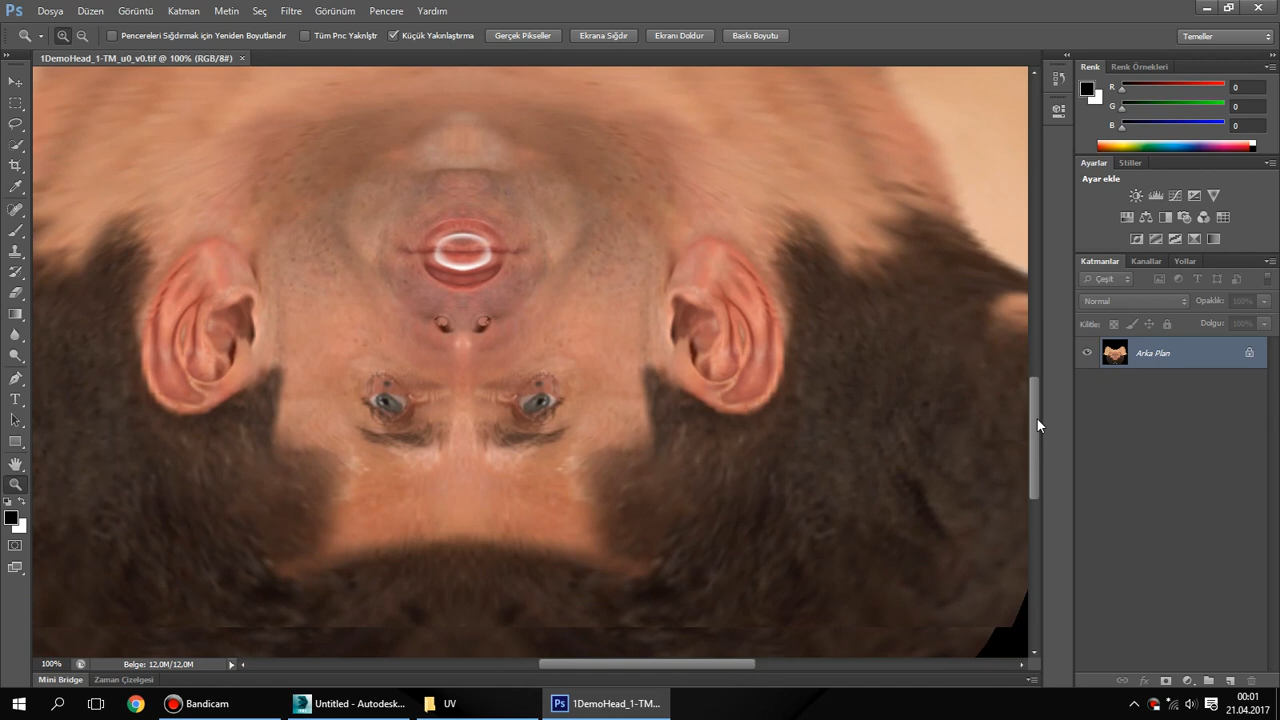 Ps Dosya Düzen Görüntü Katman Metin Seç Filtre Görünüm Pencere Yardım
Pencereleri Sığdırmak için Yeniden Boyutlandır Tüm Pnc Yaknlştr Küçük Yakınlaştırma Gerçek Pikseller Ekrana Sığdır Ekranı Doldur Baskı Boyutu Temeller
1DemoHead_1-TM_u0_v0.tif @ 100% (RGB/8#) ×
Renk Renk Örnekleri
R 0
G 0
B 0
Ayarlar Stiller
Ayar ekle
Katmanlar Kanallar Yollar
Çeşit
Normal Opaklık: 100%
Kilitle: Dolgu: 100%
Arka Plan
100% Belge: 12,0M/12,0M
Mini Bridge Zaman Çizelgesi
Bandicam Untitled - Autodesk... UV Ps 1DemoHead_1-TM... 00:01
21.04.2017